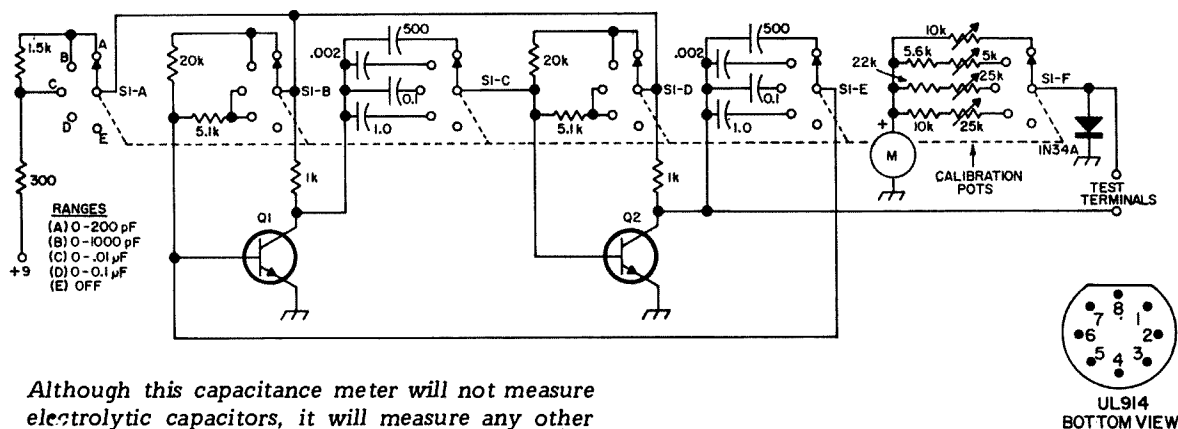 1.5k
B
A
C
D
E
S1-A
300
+9
RANGES
(A) 0-200 pF
(B) 0-1000 pF
(C) 0-.01µF
(D) 0-0.1µF
(E) OFF
20k
5.1k
S1-B
1k
Q1
500
.002
0.1
1.0
S1-C
20k
5.1k
S1-D
1k
Q2
500
.002
0.1
1.0
S1-E
10k
5.6k
5k
22k
25k
10k
25k
S1-F
+
M
CALIBRATION
POTS
1N34A
TEST
TERMINALS
8
7
1
6
2
5
3
4
UL914
BOTTOM VIEW
Although this capacitance meter will not measure
electrolytic capacitors, it will measure any other